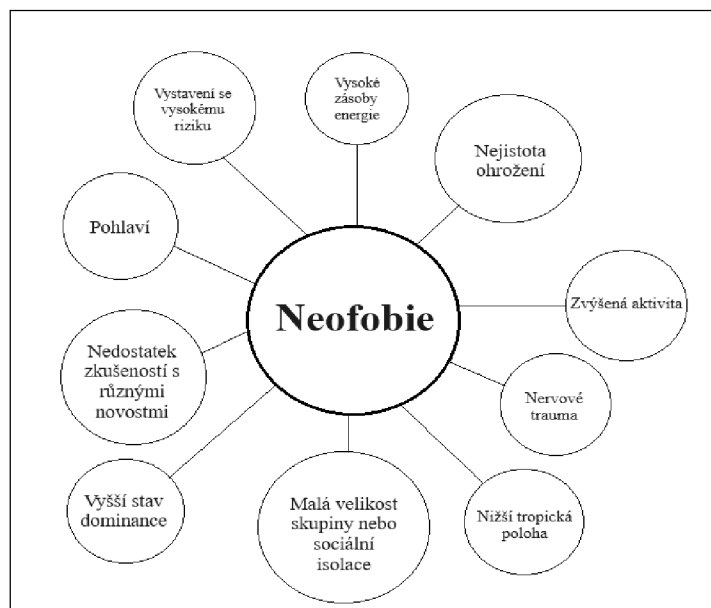 Vysoké
zásoby
energie
Vystavení se
vysokému
riziku
Nejistota
ohrožení
Pohlaví
Zvýšená aktivita
Neofobie
Nedostatek
zkušeností s
různými
novostmi
Nervové
trauma
Vyšší stav
dominance
Malá velikost
skupiny nebo
sociální
isolace
Nižší tropická
poloha